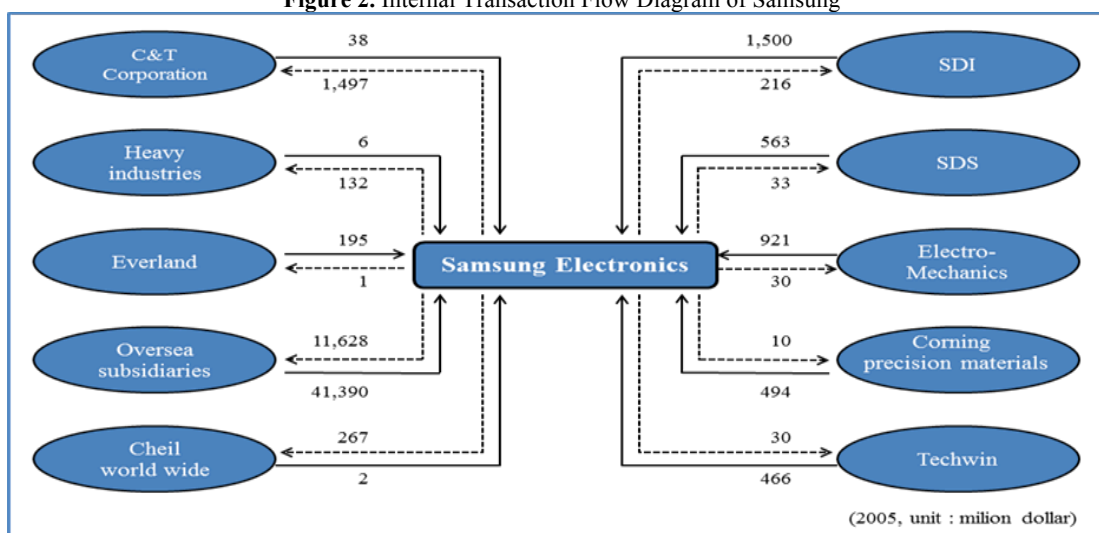 Figure 2. Internal Transaction Flow Diagram of Samsung
C&T
Corporation
38
1,497
1,500
216
SDI
Heavy
industries
6
132
563
33
SDS
Everland
195
1
Samsung Electronics
921
30
Electro-
Mechanics
Oversea
subsidiaries
11,628
41,390
10
494
Corning
precision materials
Cheil
world wide
267
2
30
466
Techwin
(2005, unit : milion dollar)